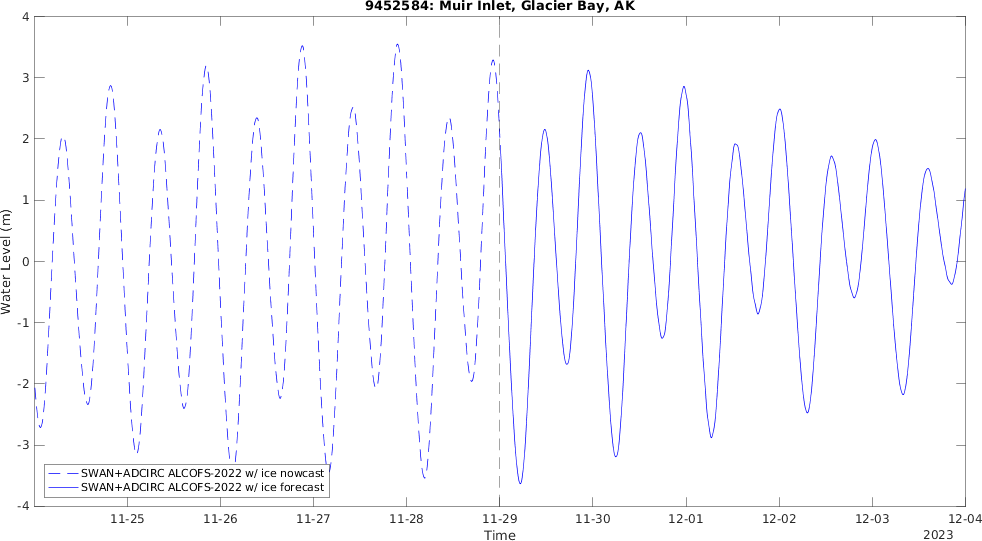 9452584: Muir Inlet, Glacier Bay, AK
4
3
2
1
0
-1
-2
-3
-4
Water Level (m)
SWAN+ADCIRC ALCOFS-2022 w/ ice nowcast
SWAN+ADCIRC ALCOFS-2022 w/ ice forecast
11-25 11-26 11-27 11-28 11-29 11-30 12-01 12-02 12-03 12-04
Time
2023